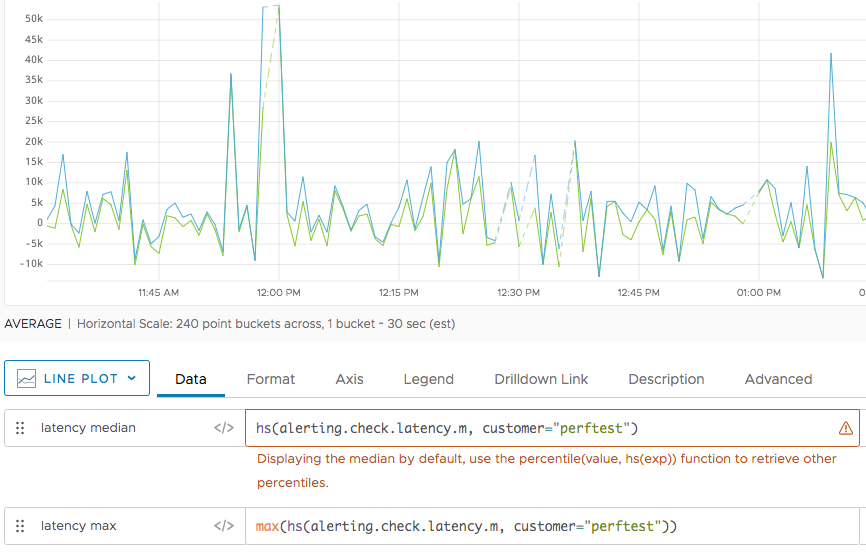 50k
45k
40k
35k
30k
25k
20k
15k
10k
5k
0
-5k
-10k
11:45 AM 12:00 PM 12:15 PM 12:30 PM 12:45 PM 01:00 PM 0
AVERAGE | Horizontal Scale: 240 point buckets across, 1 bucket ~ 30 sec (est)
LINE PLOT Data Format Axis Legend Drilldown Link Description Advanced
latency median </> hs(alerting.check.latency.m, customer="perftest")
Displaying the median by default, use the percentile(value, hs(exp)) function to retrieve other
percentiles.
latency max </> max(hs(alerting.check.latency.m, customer="perftest"))